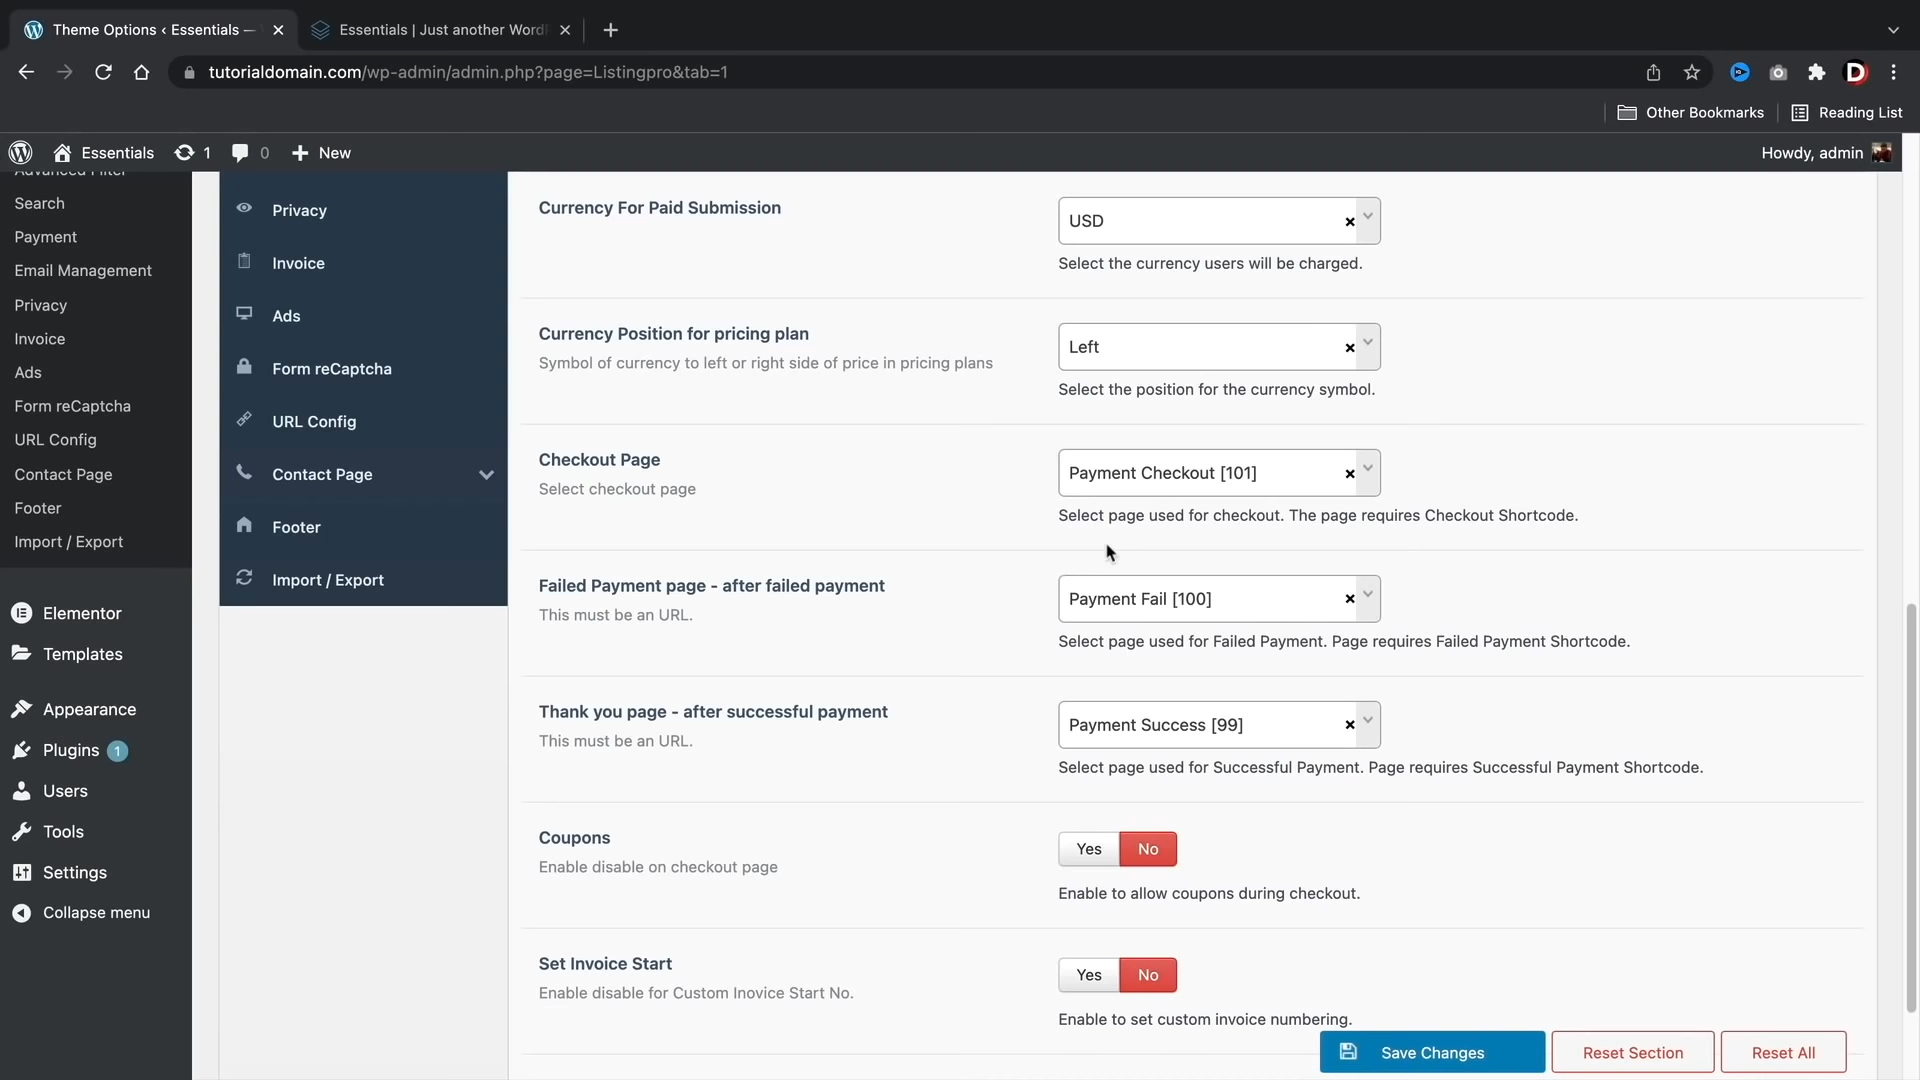 Theme Options ‹ Essentials —
Essentials | Just another Word
tutorialdomain.com/wp-admin/admin.php?page=Listingpro&tab=1
Other Bookmarks
Reading List
Essentials
1
0
New
Howdy, admin
Advanced Filter
Search
Payment
Email Management
Privacy
Invoice
Ads
Form reCaptcha
URL Config
Contact Page
Footer
Import / Export
Elementor
Templates
Appearance
Plugins 1
Users
Tools
Settings
Collapse menu
Privacy
Invoice
Ads
Form reCaptcha
URL Config
Contact Page
Footer
Import / Export
Currency For Paid Submission
USD
Select the currency users will be charged.
Currency Position for pricing plan
Symbol of currency to left or right side of price in pricing plans
Left
Select the position for the currency symbol.
Checkout Page
Select checkout page
Payment Checkout [101]
Select page used for checkout. The page requires Checkout Shortcode.
Failed Payment page - after failed payment
This must be an URL.
Payment Fail [100]
Select page used for Failed Payment. Page requires Failed Payment Shortcode.
Thank you page - after successful payment
This must be an URL.
Payment Success [99]
Select page used for Successful Payment. Page requires Successful Payment Shortcode.
Coupons
Enable disable on checkout page
Yes No
Enable to allow coupons during checkout.
Set Invoice Start
Enable disable for Custom Inovice Start No.
Yes No
Enable to set custom invoice numbering.
Save Changes
Reset Section
Reset All